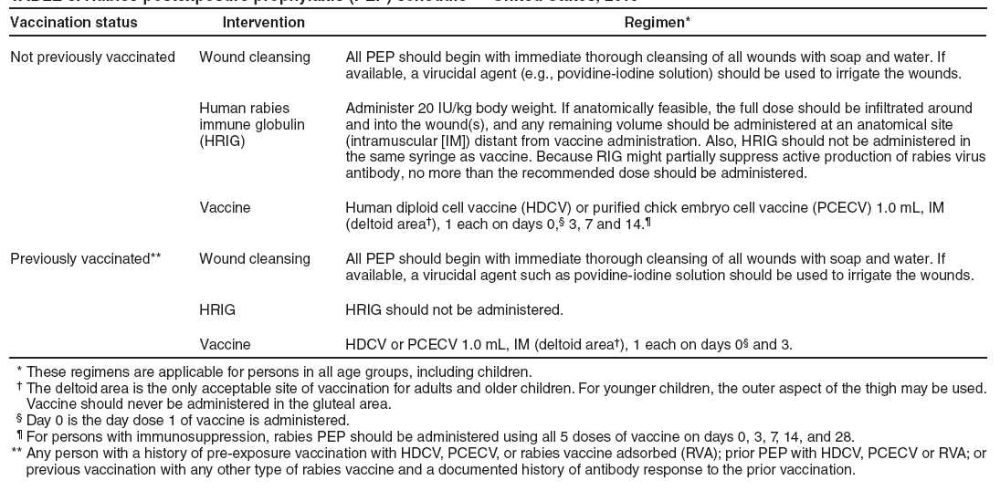 Vaccination status Intervention Regimen*
Not previously vaccinated Wound cleansing All PEP should begin with immediate thorough cleansing of all wounds with soap and water. If
available, a virucidal agent (e.g., povidine-iodine solution) should be used to irrigate the wounds.
Human rabies Administer 20 IU/kg body weight. If anatomically feasible, the full dose should be infiltrated around
immune globulin and into the wound(s), and any remaining volume should be administered at an anatomical site
(HRIG) (intramuscular [IM]) distant from vaccine administration. Also, HRIG should not be administered in
the same syringe as vaccine. Because RIG might partially suppress active production of rabies virus
antibody, no more than the recommended dose should be administered.
Vaccine Human diploid cell vaccine (HDCV) or purified chick embryo cell vaccine (PCECV) 1.0 mL, IM
(deltoid area†), 1 each on days 0,§ 3, 7 and 14.¶
Previously vaccinated** Wound cleansing All PEP should begin with immediate thorough cleansing of all wounds with soap and water. If
available, a virucidal agent such as povidine-iodine solution should be used to irrigate the wounds.
HRIG HRIG should not be administered.
Vaccine HDCV or PCECV 1.0 mL, IM (deltoid area†), 1 each on days 0§ and 3.
* These regimens are applicable for persons in all age groups, including children.
† The deltoid area is the only acceptable site of vaccination for adults and older children. For younger children, the outer aspect of the thigh may be used.
Vaccine should never be administered in the gluteal area.
§ Day 0 is the day dose 1 of vaccine is administered.
¶ For persons with immunosuppression, rabies PEP should be administered using all 5 doses of vaccine on days 0, 3, 7, 14, and 28.
** Any person with a history of pre-exposure vaccination with HDCV, PCECV, or rabies vaccine adsorbed (RVA); prior PEP with HDCV, PCECV or RVA; or
previous vaccination with any other type of rabies vaccine and a documented history of antibody response to the prior vaccination.